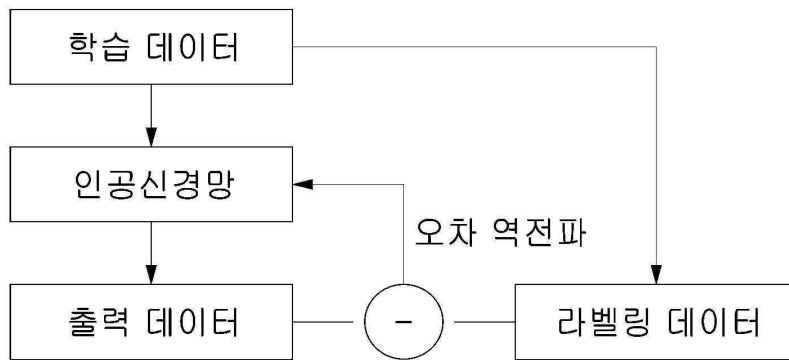 학습 데이터
인공신경망
오차 역전파
출력 데이터
–
라벨링 데이터